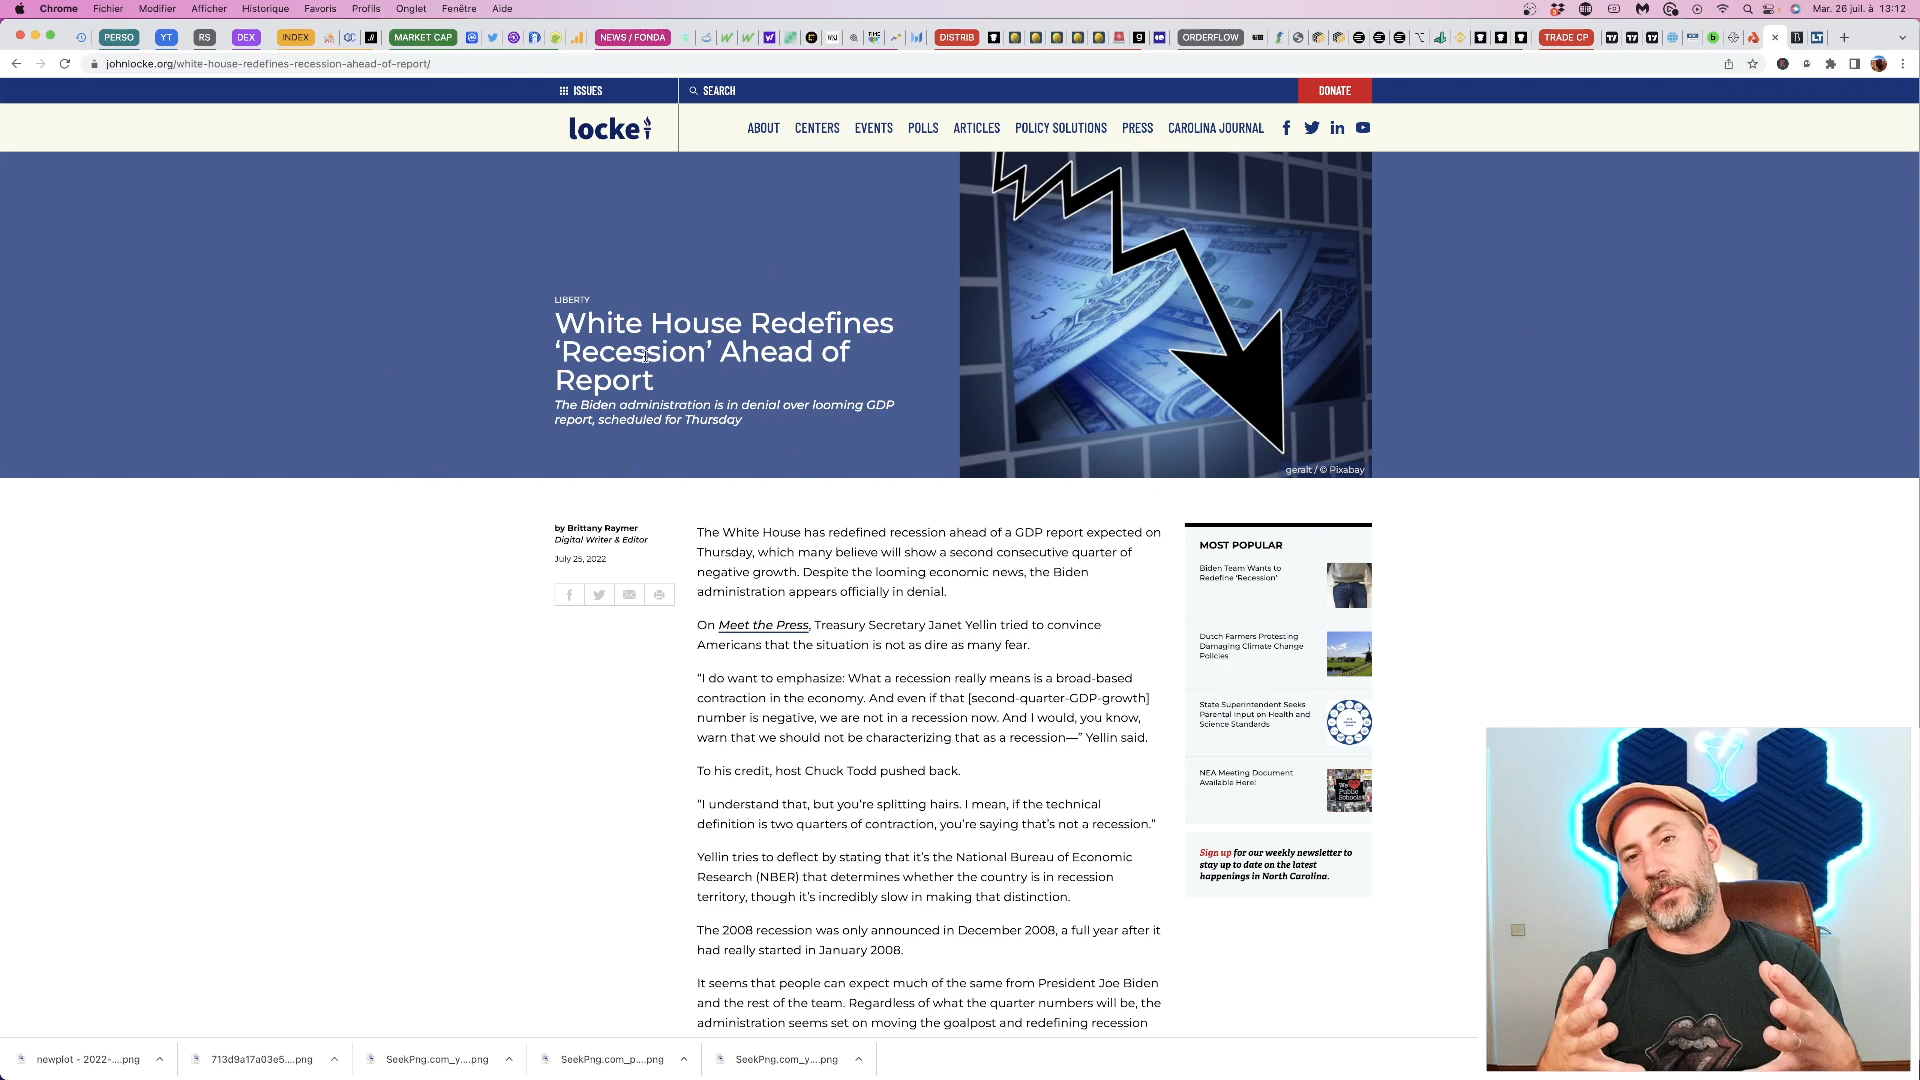 Chrome Fichier Modifier Afficher Historique Favoris Profils Onglet Fenêtre Aide Mar. 26 juil. à 13:12
PERSO YT RS DEX INDEX MARKET CAP NEWS / FONDA DISTRIB ORDERFLOW TRADE CP
johnlocke.org/white-house-redefines-recession-ahead-of-report/
ISSUES SEARCH DONATE
locke ABOUT CENTERS EVENTS POLLS ARTICLES POLICY SOLUTIONS PRESS CAROLINA JOURNAL
LIBERTY
White House Redefines
‘Recession’ Ahead of
Report
The Biden administration is in denial over looming GDP
report, scheduled for Thursday
geralt / © Pixabay
by Brittany Raymer
Digital Writer & Editor
July 25, 2022
The White House has redefined recession ahead of a GDP report expected on
Thursday, which many believe will show a second consecutive quarter of
negative growth. Despite the looming economic news, the Biden
administration appears officially in denial.
On Meet the Press, Treasury Secretary Janet Yellin tried to convince
Americans that the situation is not as dire as many fear.
“I do want to emphasize: What a recession really means is a broad-based
contraction in the economy. And even if that [second-quarter-GDP-growth]
number is negative, we are not in a recession now. And I would, you know,
warn that we should not be characterizing that as a recession—” Yellin said.
To his credit, host Chuck Todd pushed back.
“I understand that, but you’re splitting hairs. I mean, if the technical
definition is two quarters of contraction, you’re saying that’s not a recession.”
Yellin tries to deflect by stating that it’s the National Bureau of Economic
Research (NBER) that determines whether the country is in recession
territory, though it’s incredibly slow in making that distinction.
The 2008 recession was only announced in December 2008, a full year after it
had really started in January 2008.
It seems that people can expect much of the same from President Joe Biden
and the rest of the team. Regardless of what the quarter numbers will be, the
administration seems set on moving the goalpost and redefining recession
MOST POPULAR
Biden Team Wants to
Redefine ‘Recession’
Dutch Farmers Protesting
Damaging Climate Change
Policies
State Superintendent Seeks
Parental Input on Health and
Science Standards
NEA Meeting Document
Available Here!
Sign up for our weekly newsletter to
stay up to date on the latest
happenings in North Carolina.
newplot - 2022-....png 713d9a17a03e5....png SeekPng.com_y....png SeekPng.com_p....png SeekPng.com_y....png